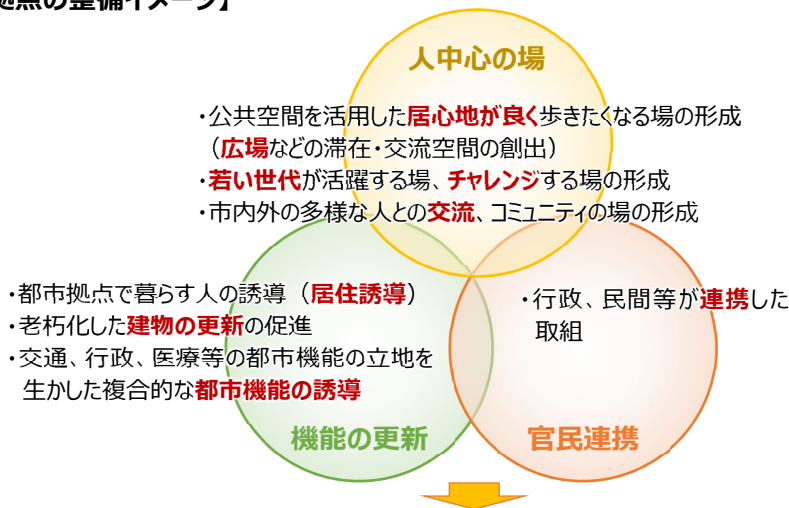 点の整備イメージ】
人中心の場
・公共空間を活用した居心地が良く歩きたくなる場の形成
（広場などの滞在・交流空間の創出）
・若い世代が活躍する場、チャレンジする場の形成
・市内外の多様な人との交流、コミュニティの場の形成
・都市拠点で暮らす人の誘導（居住誘導）
・老朽化した建物の更新の促進
・交通、行政、医療等の都市機能の立地を
生かした複合的な都市機能の誘導
機能の更新
・行政、民間等が連携した
取組
官民連携